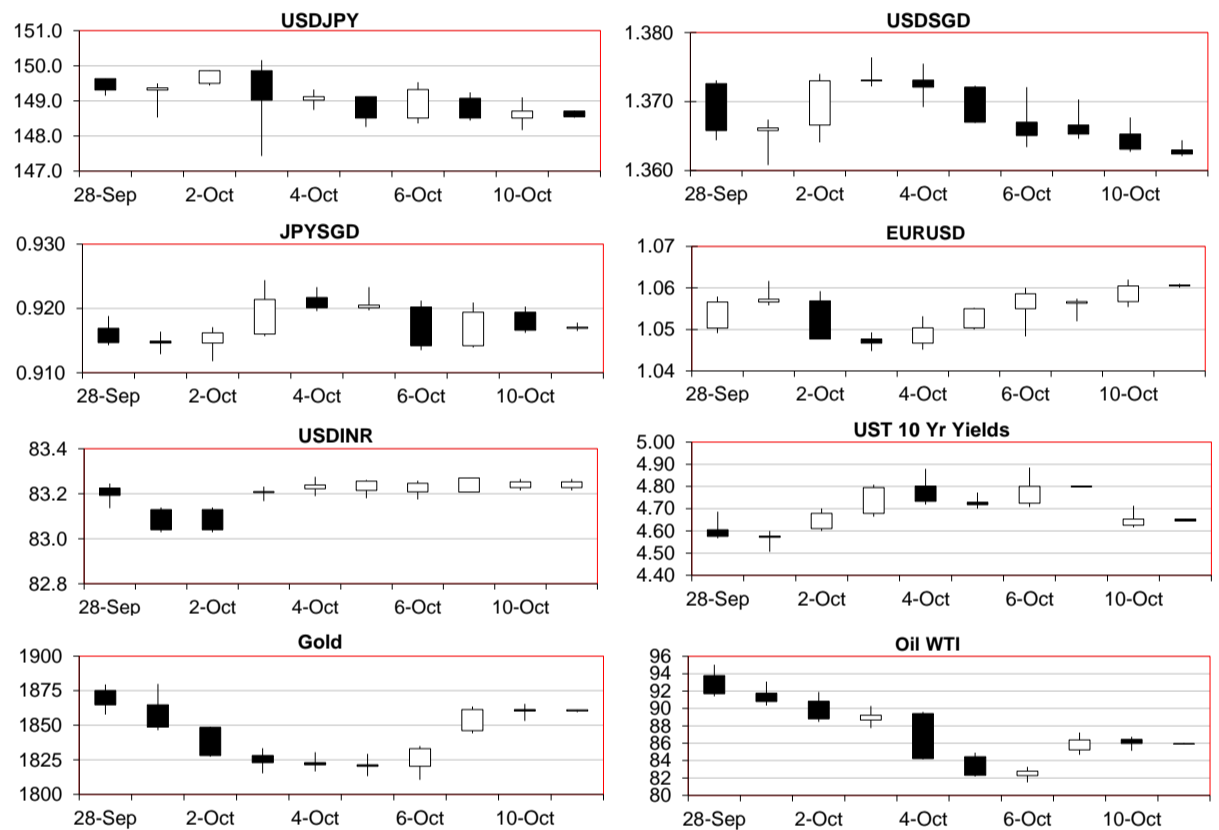 USDJPY
151.0
150.0
149.0
148.0
147.0
28-Sep 2-Oct 4-Oct 6-Oct 10-Oct
USDSGD
1.380
1.370
1.360
28-Sep 2-Oct 4-Oct 6-Oct 10-Oct
JPYSGD
0.930
0.920
0.910
28-Sep 2-Oct 4-Oct 6-Oct 10-Oct
EURUSD
1.07
1.06
1.05
1.04
28-Sep 2-Oct 4-Oct 6-Oct 10-Oct
USDINR
83.4
83.2
83.0
82.8
28-Sep 2-Oct 4-Oct 6-Oct 10-Oct
UST 10 Yr Yields
5.00
4.90
4.80
4.70
4.60
4.50
4.40
28-Sep 2-Oct 4-Oct 6-Oct 10-Oct
Gold
1900
1875
1850
1825
1800
28-Sep 2-Oct 4-Oct 6-Oct 10-Oct
Oil WTI
96
94
92
90
88
86
84
82
80
28-Sep 2-Oct 4-Oct 6-Oct 10-Oct